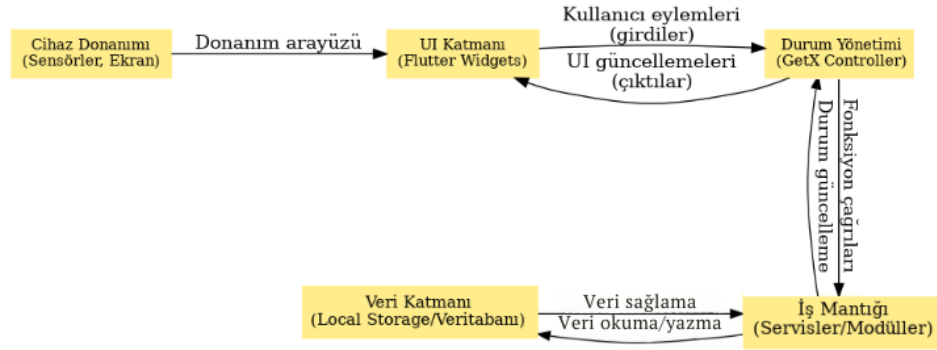 Cihaz Donanımı
(Sensörler, Ekran)
Donanım arayüzü
UI Katmanı
(Flutter Widgets)
Kullanıcı eylemleri
(girdiler)
UI güncellemeleri
(çıktılar)
Durum Yönetimi
(GetX Controller)
Fonksiyon çağrıları
Durum güncelleme
Veri Katmanı
(Local Storage/Veritabanı)
Veri sağlama
Veri okuma/yazma
İş Mantığı
(Servisler/Modüller)